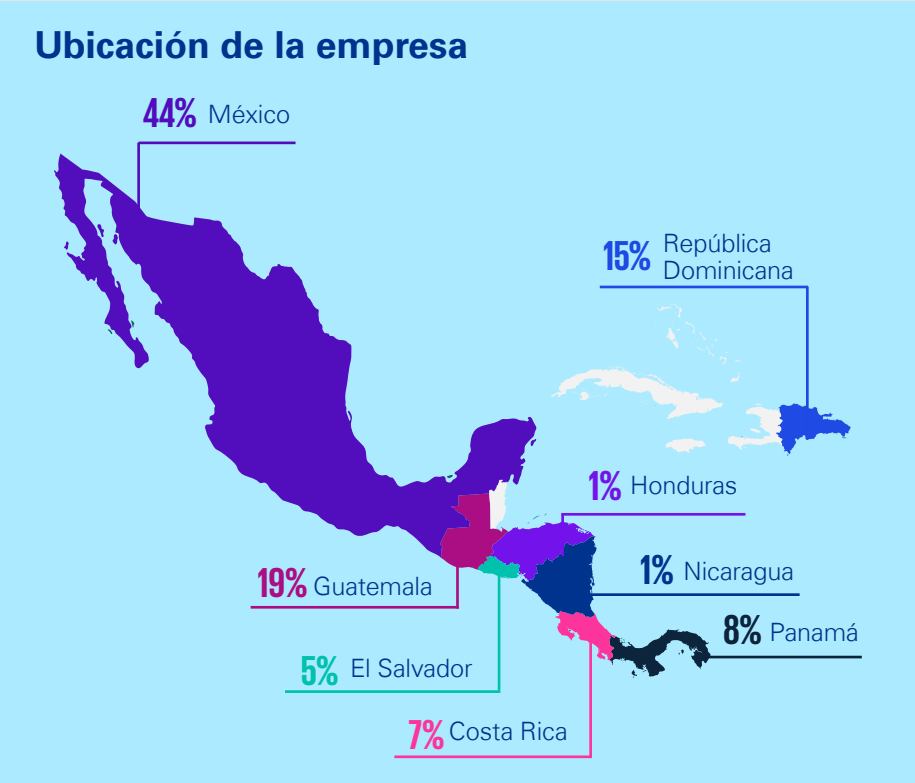 Ubicación de la empresa
44% México
15% República
Dominicana
1% Honduras
1% Nicaragua
19% Guatemala
8% Panamá
5% El Salvador
7% Costa Rica